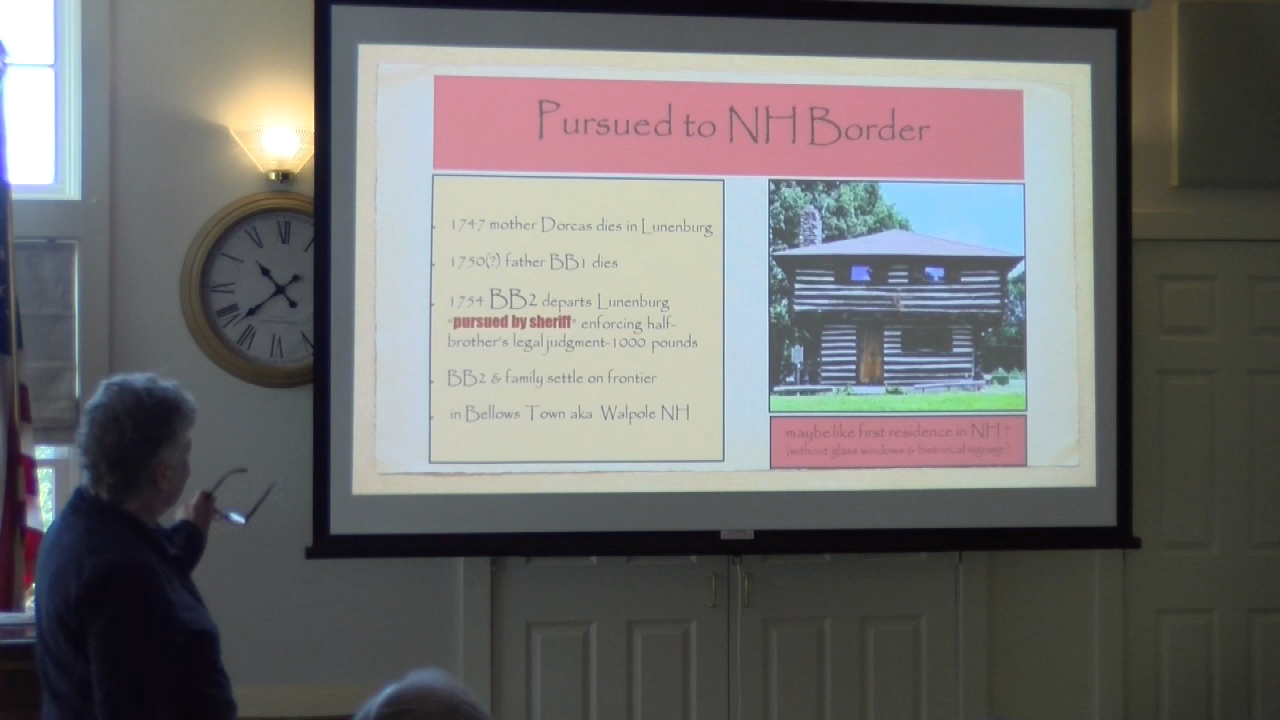 Pursued to NH Border
1747 mother Dorcas dies in Lunenburg
1750(?) father BB1 dies
1754 BB2 departs Lunenburg
"pursued by sheriff" enforcing half-
brother's legal judgment-1000 pounds
BB2 & family settle on frontier
in Bellows Town aka Walpole NH
maybe like first residence in NH ?
(without glass windows & historical signage)